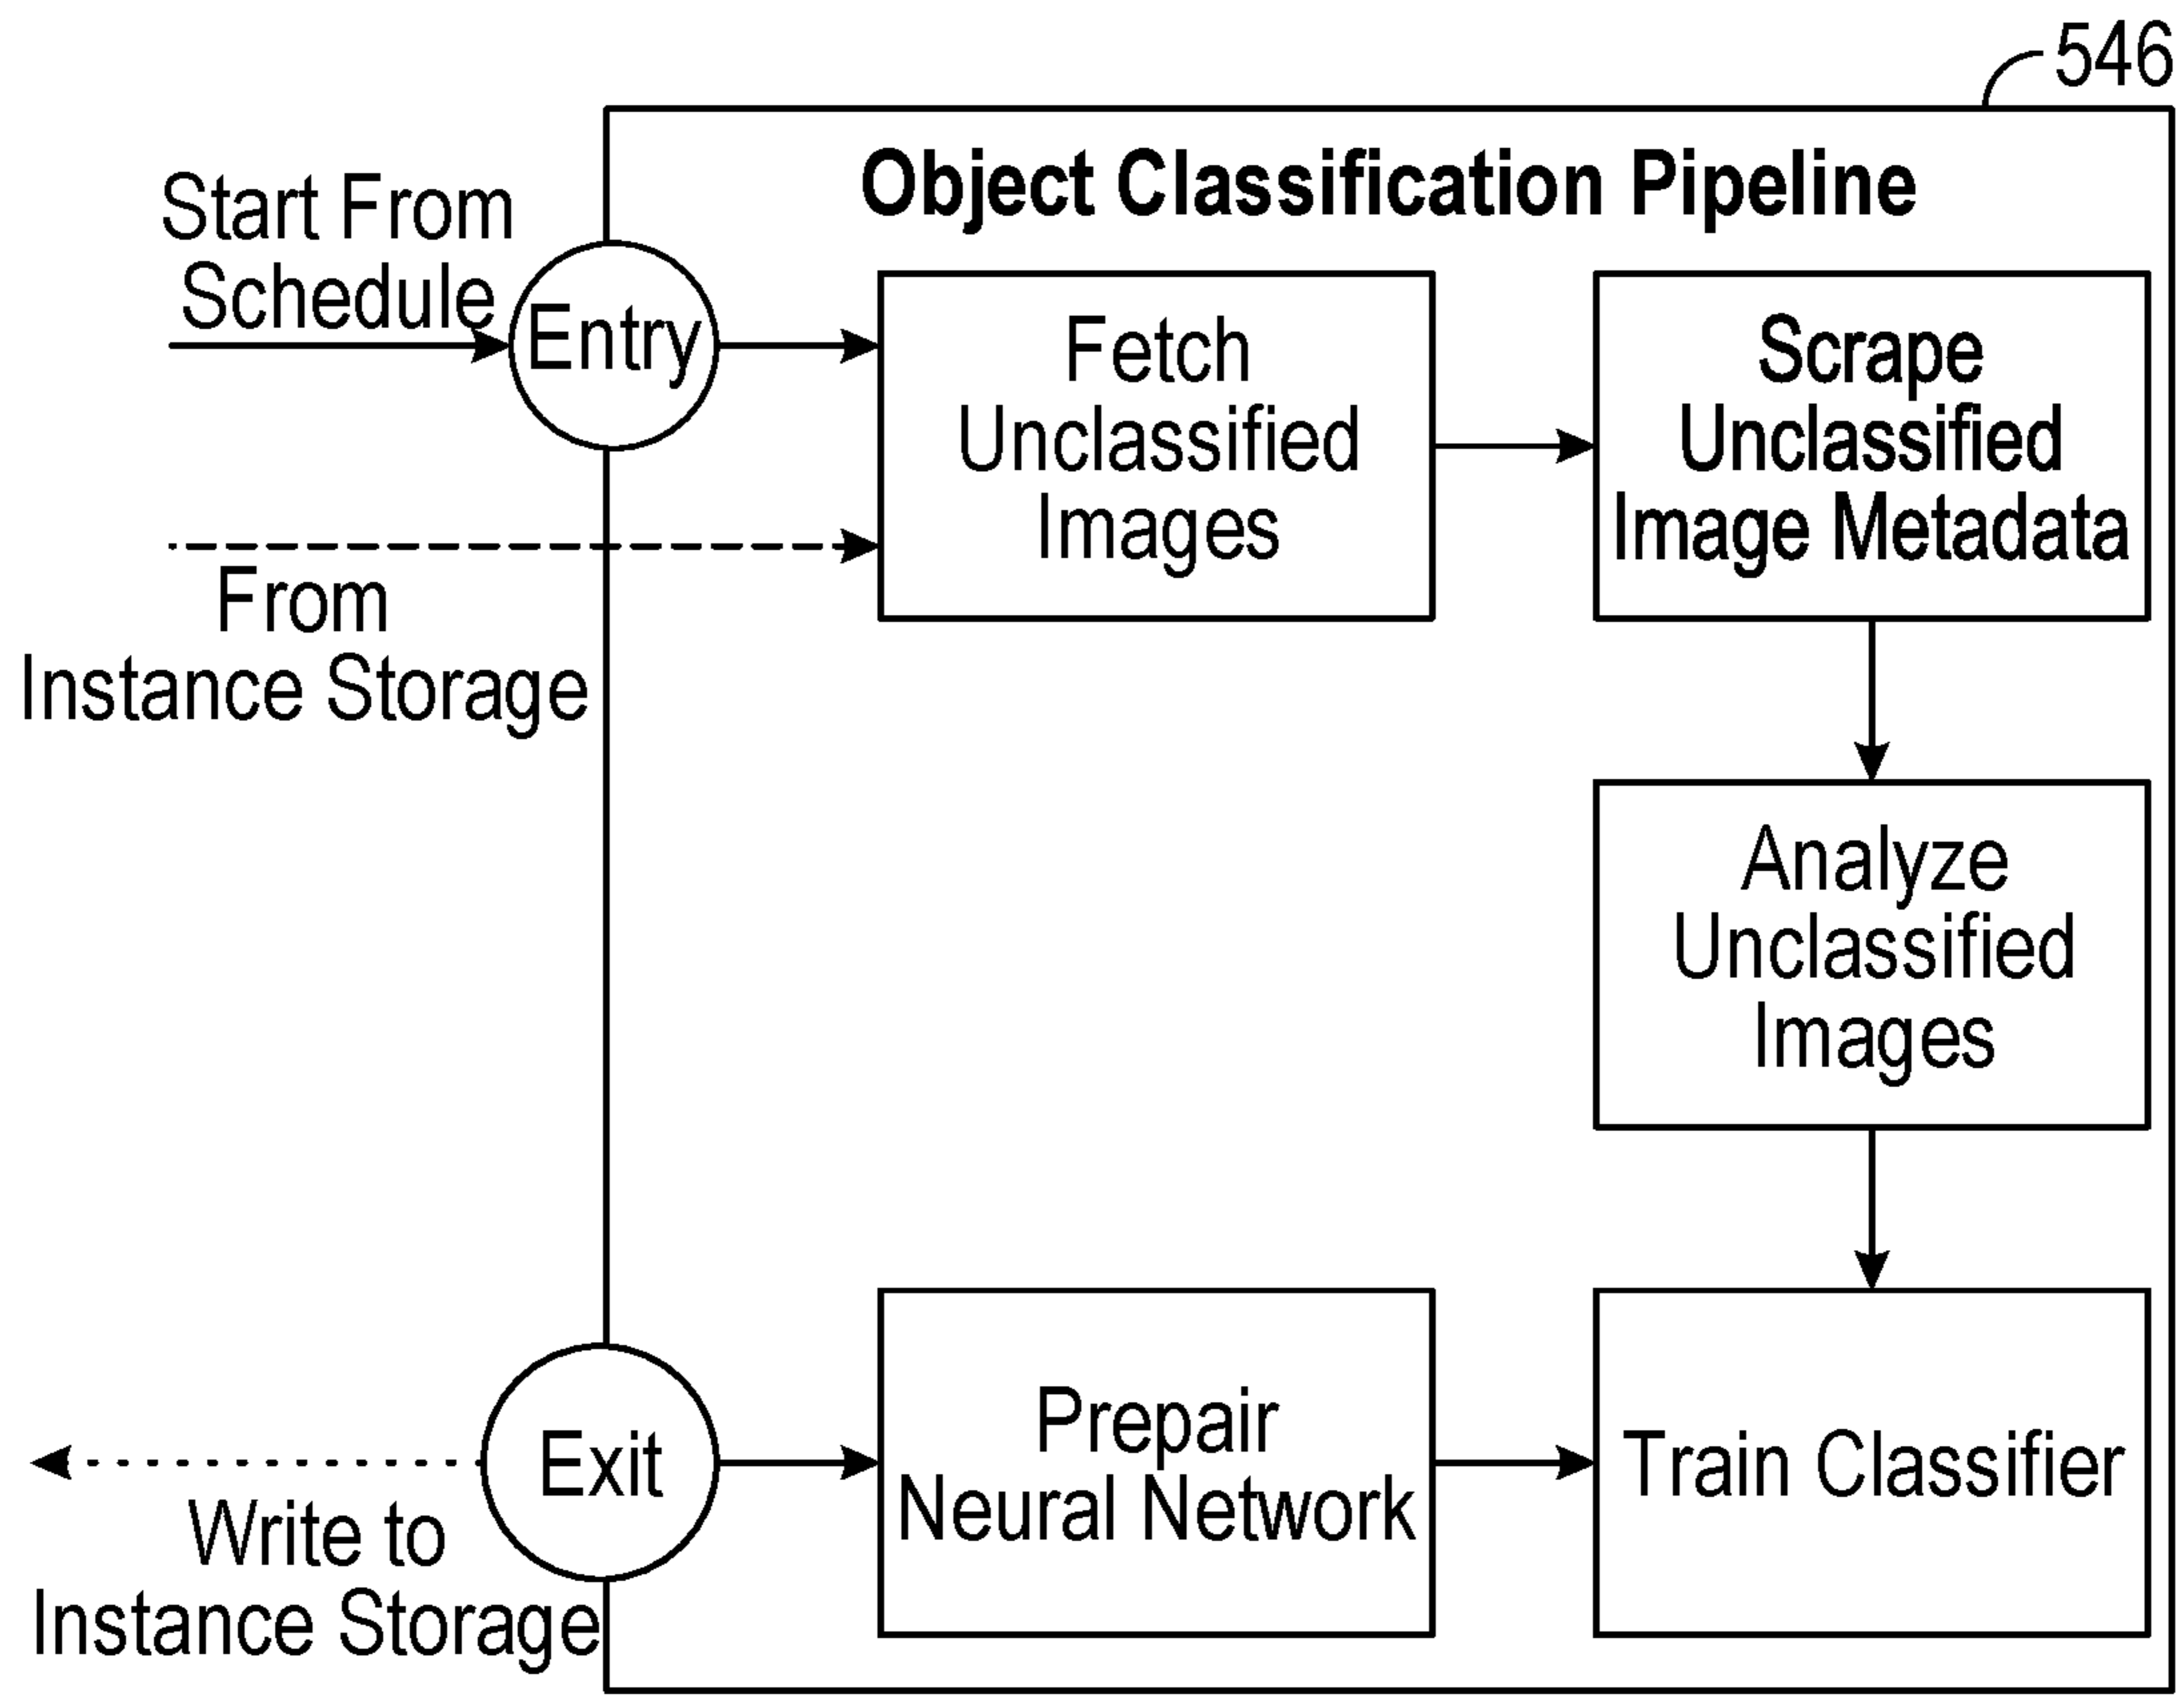 546
Object Classification Pipeline
Start From
Schedule
Entry
Fetch
Unclassified
Images
Scrape
Unclassified
Image Metadata
From
Instance Storage
Analyze
Unclassified
Images
Exit
Prepair
Neural Network
Train Classifier
Write to
Instance Storage